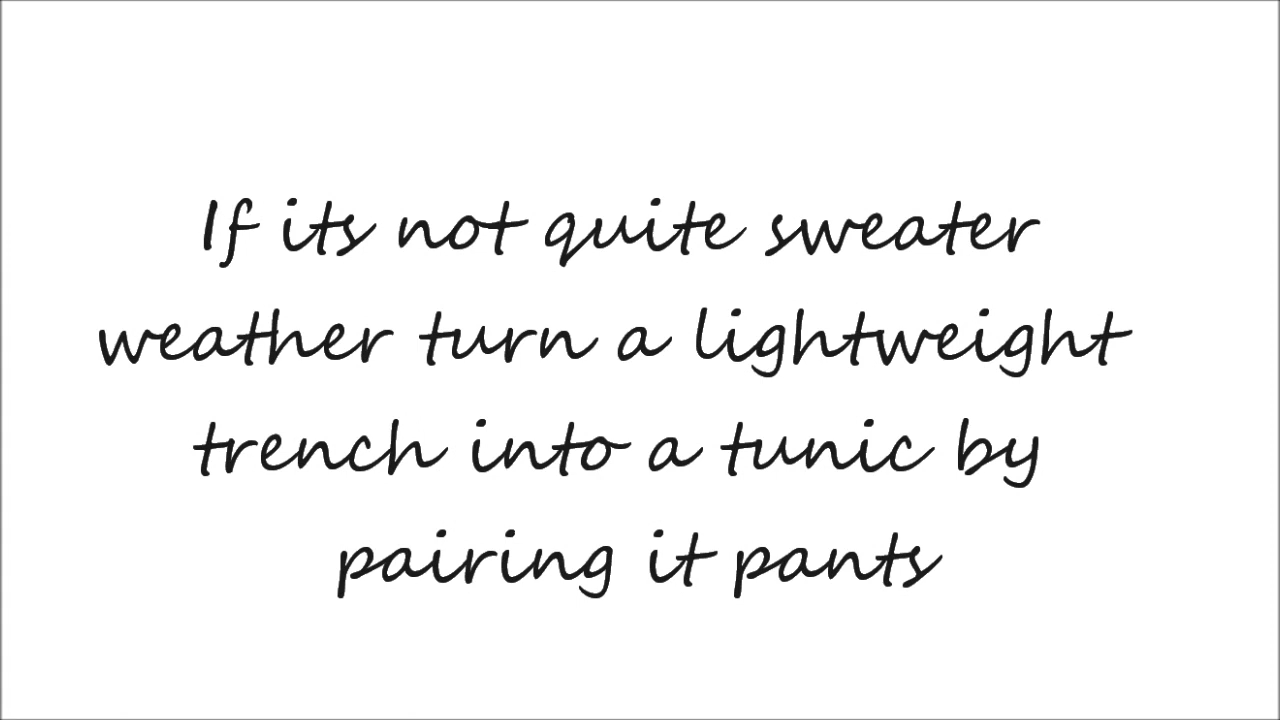 If its not quite sweater
weather turn a lightweight
trench into a tunic by
pairing it pants